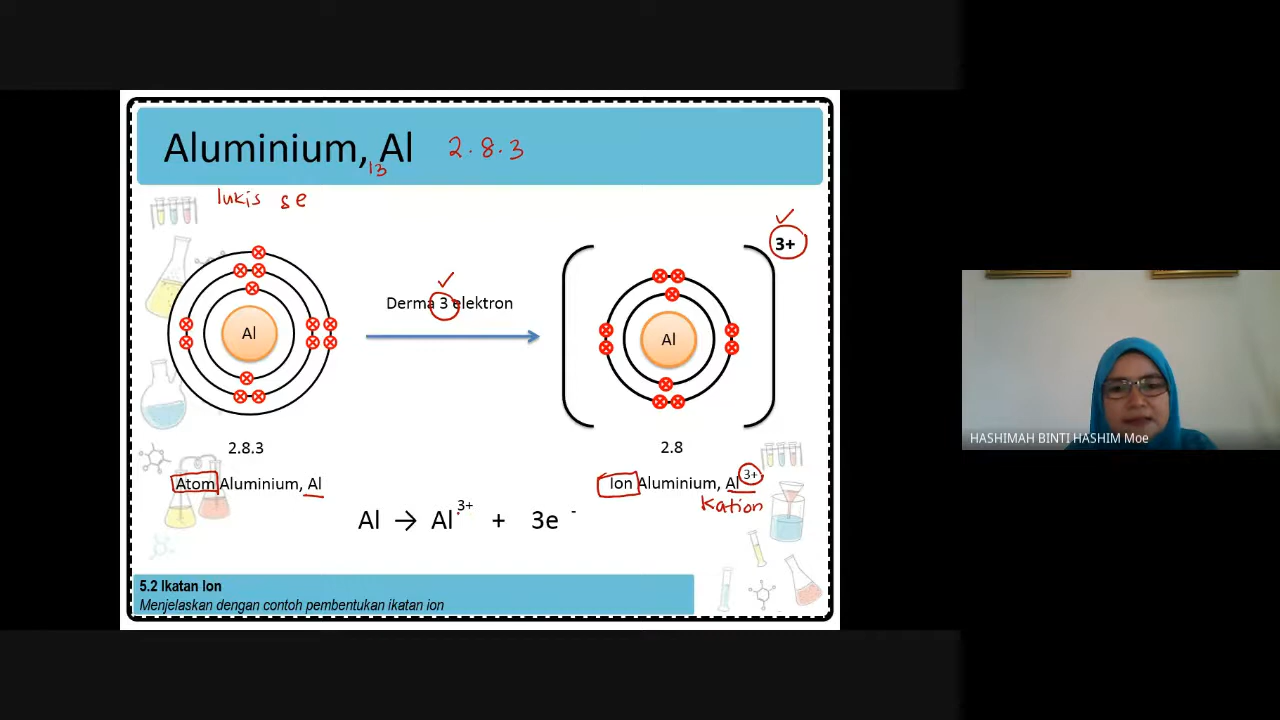 Aluminium, 13Al 2.8.3
lukis se
3+
Derma 3 elektron
Al
Al
2.8.3
2.8
Atom Aluminium, Al
Ion Aluminium, Al 3+
Kation
Al → Al 3+ + 3e -
5.2 Ikatan Ion
Menjelaskan dengan contoh pembentukan ikatan ion
HASHIMAH BINTI HASHIM Moe